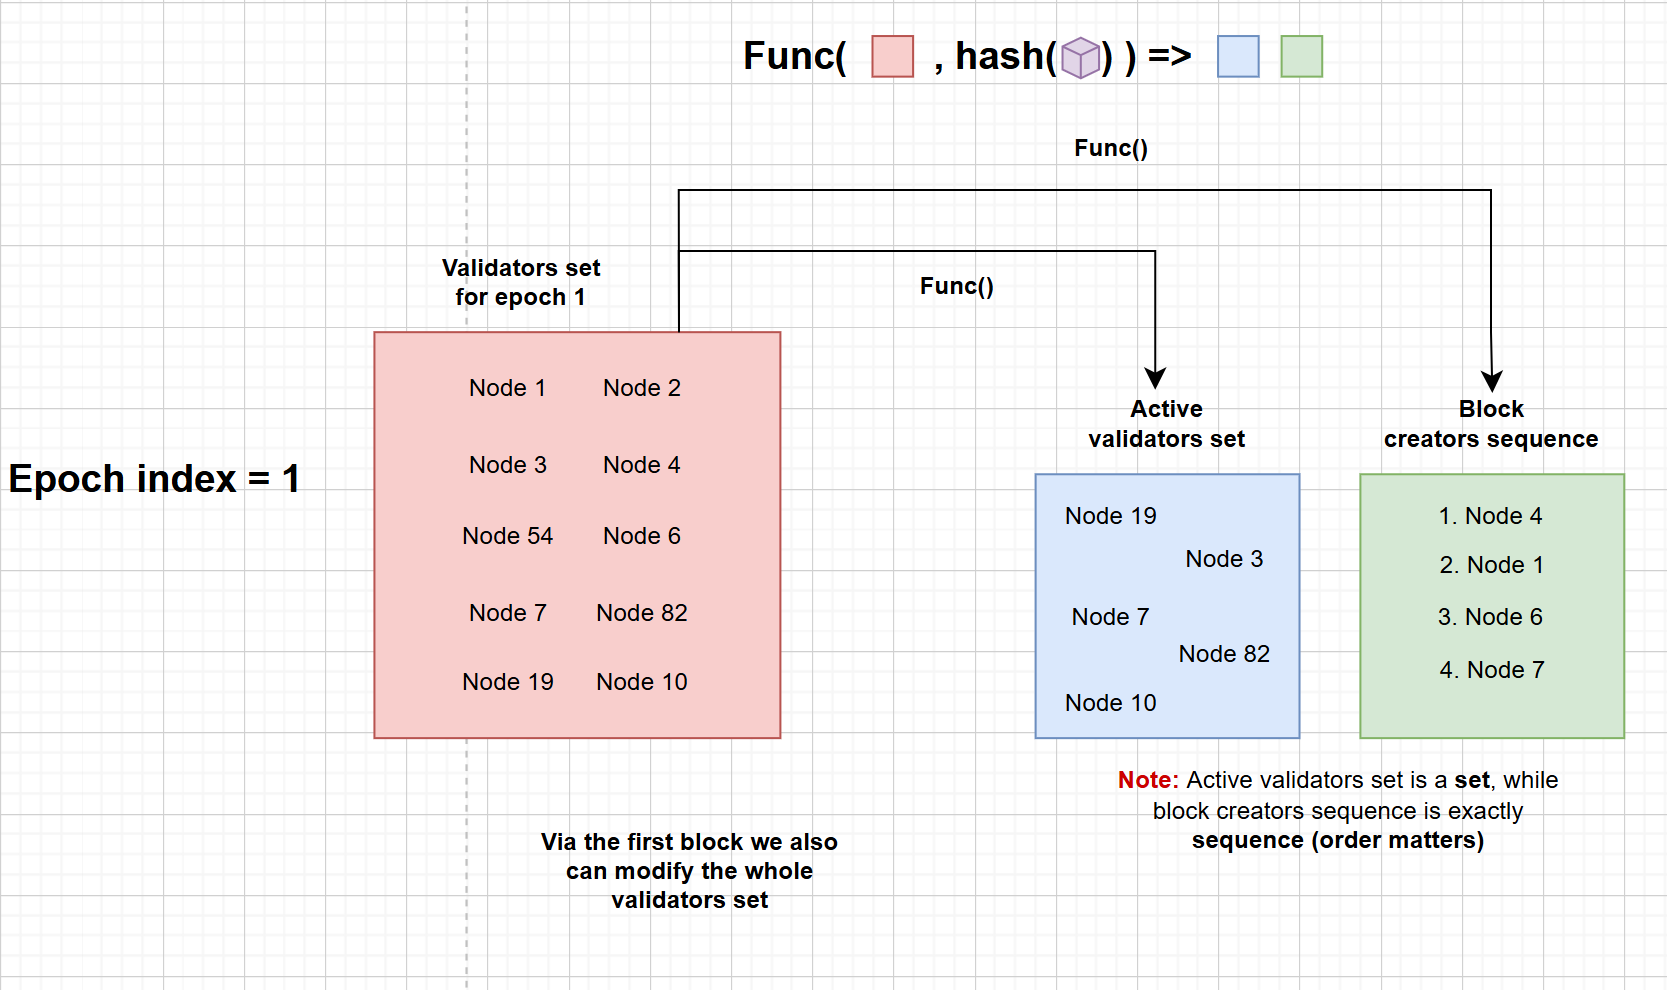 Func( , hash( ) ) =>
Func()
Func()
Validators set
for epoch 1
Node 1 Node 2
Node 3 Node 4
Node 54 Node 6
Node 7 Node 82
Node 19 Node 10
Epoch index = 1
Active
validators set
Node 19
Node 3
Node 7
Node 82
Node 10
Block
creators sequence
1. Node 4
2. Node 1
3. Node 6
4. Node 7
Note: Active validators set is a set, while
block creators sequence is exactly
sequence (order matters)
Via the first block we also
can modify the whole
validators set